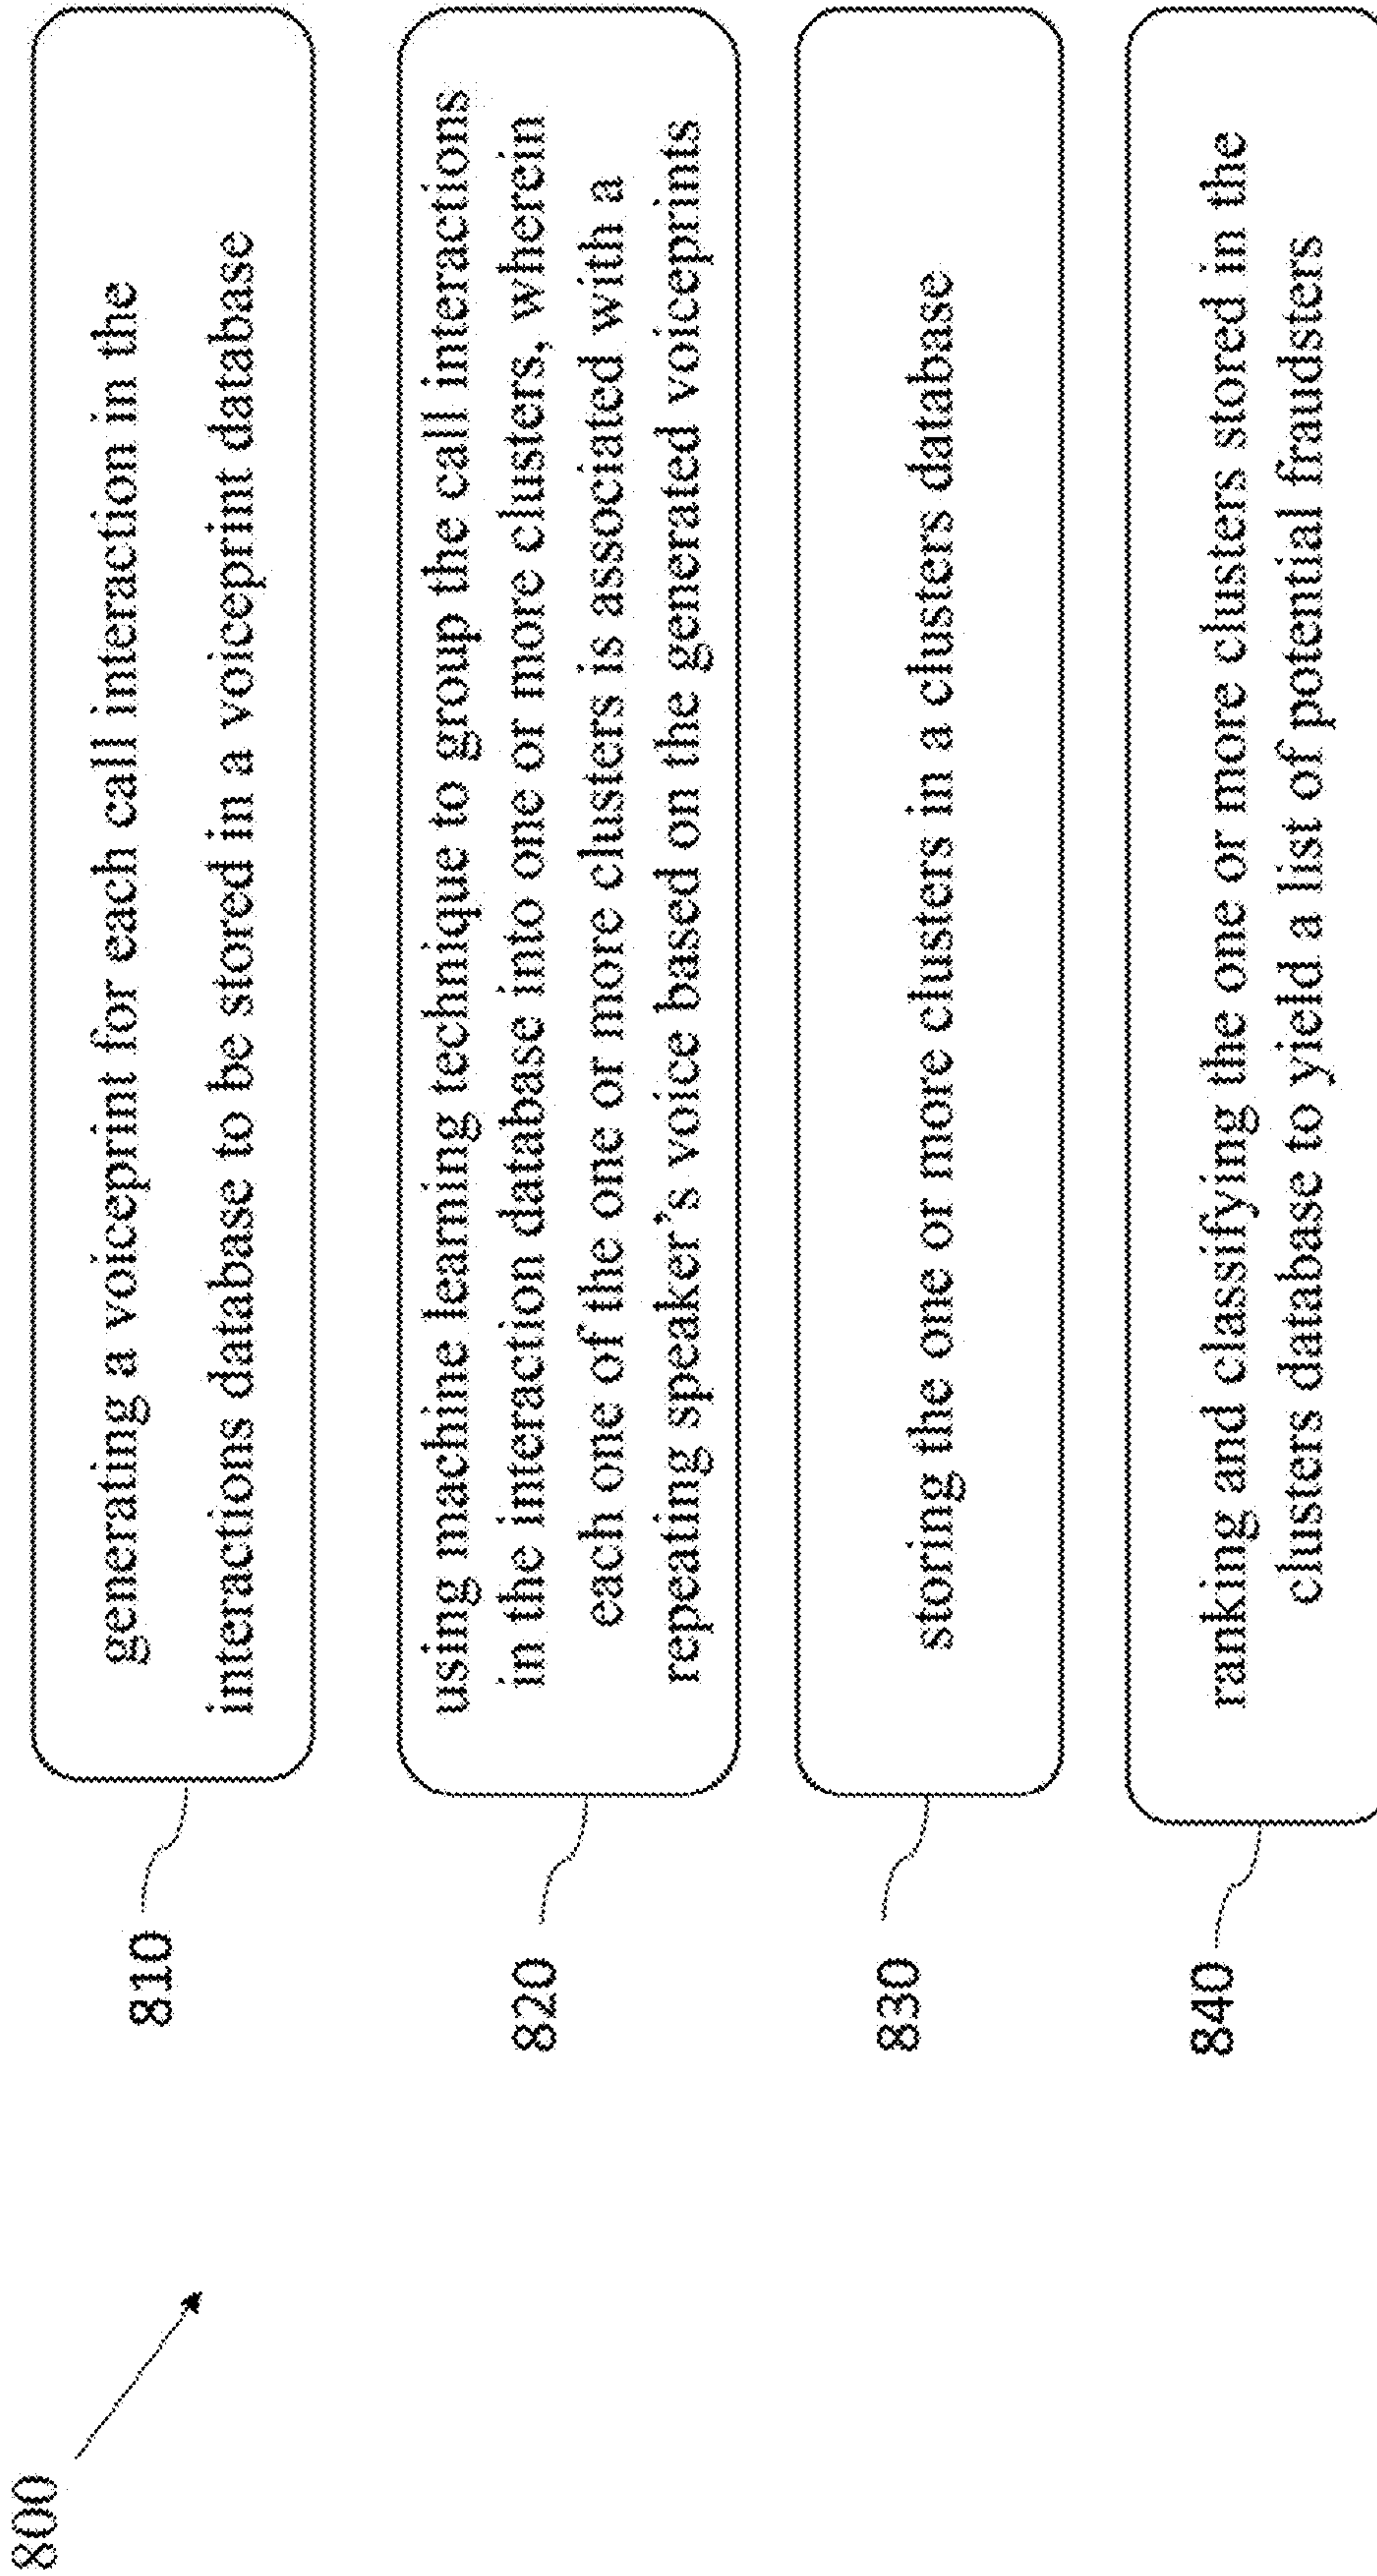 800
810
generating a voiceprint for each call interaction in the
interactions database to be stored in a voiceprint database
820
using machine learning technique to group the call interactions
in the interaction database into one or more clusters, wherein
each one of the one or more clusters is associated with a
repeating speaker's voice based on the generated voiceprints
830
storing the one or more clusters in a clusters database
840
ranking and classifying the one or more clusters stored in the
clusters database to yield a list of potential fraudsters